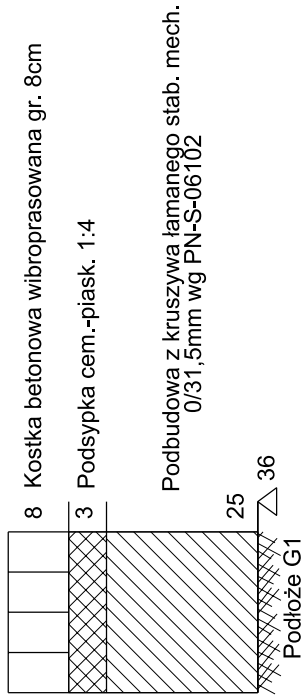 8 Kostka betonowa wibroprasowana gr. 8cm
3 Podsypka cem.-piask. 1:4
Podbudowa z kruszywa łamanego stab. mech.
0/31,5mm wg PN-S-06102
25
36
Podłoże G1